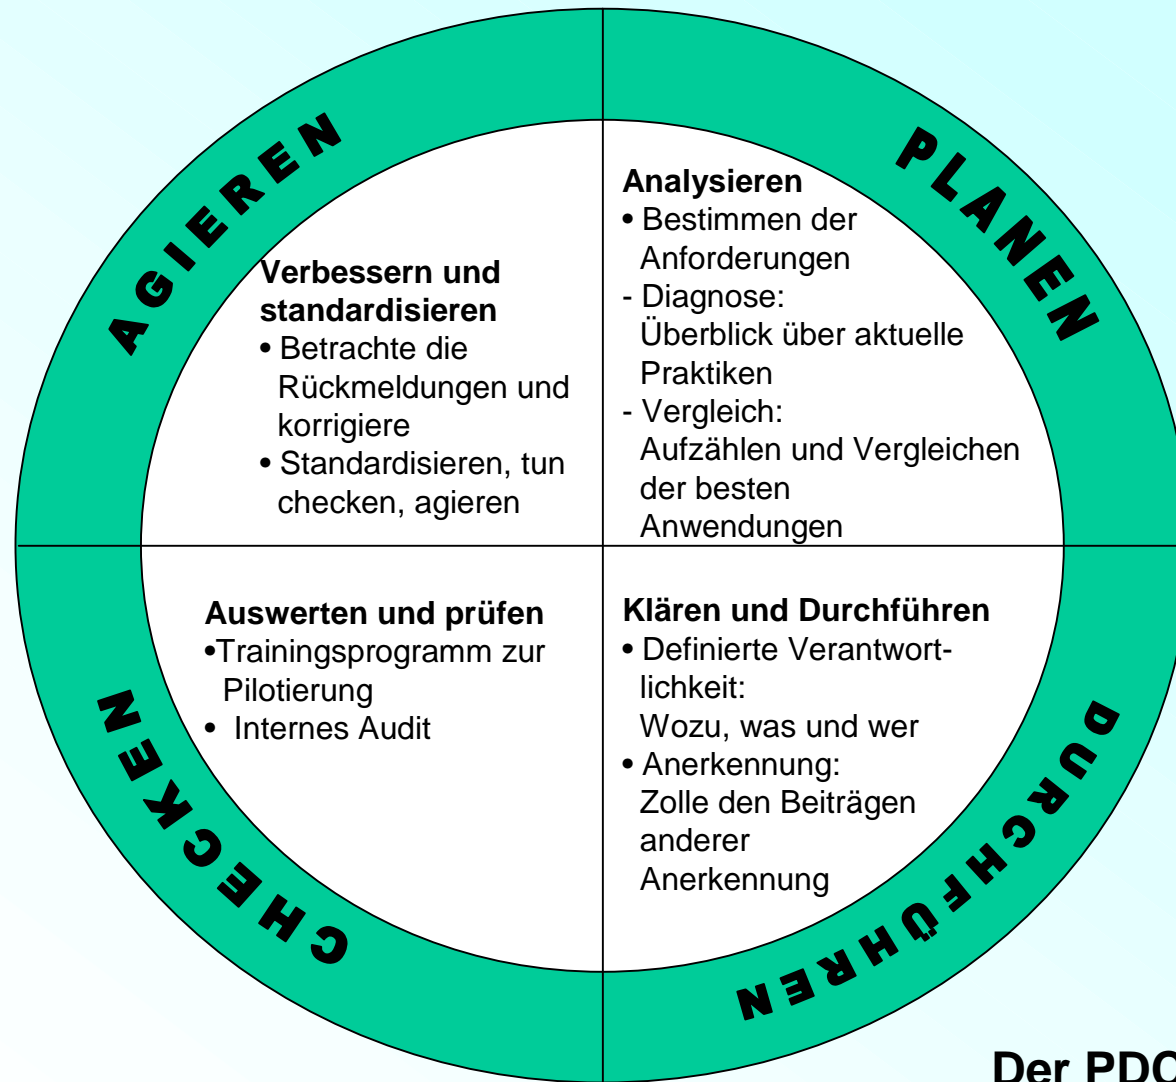 PLANEN
Analysieren
• Bestimmen der
Anforderungen
- Diagnose:
Überblick über aktuelle
Praktiken
- Vergleich:
Aufzählen und Vergleichen
der besten
Anwendungen
DURCHFÜHREN
Klären und Durchführen
• Definierte Verantwort-
lichkeit:
Wozu, was und wer
• Anerkennung:
Zolle den Beiträgen
anderer
Anerkennung
CHECKEN
Auswerten und prüfen
•Trainingsprogramm zur
Pilotierung
• Internes Audit
AGIEREN
Verbessern und
standardisieren
• Betrachte die
Rückmeldungen und
korrigiere
• Standardisieren, tun
checken, agieren
Der PDC